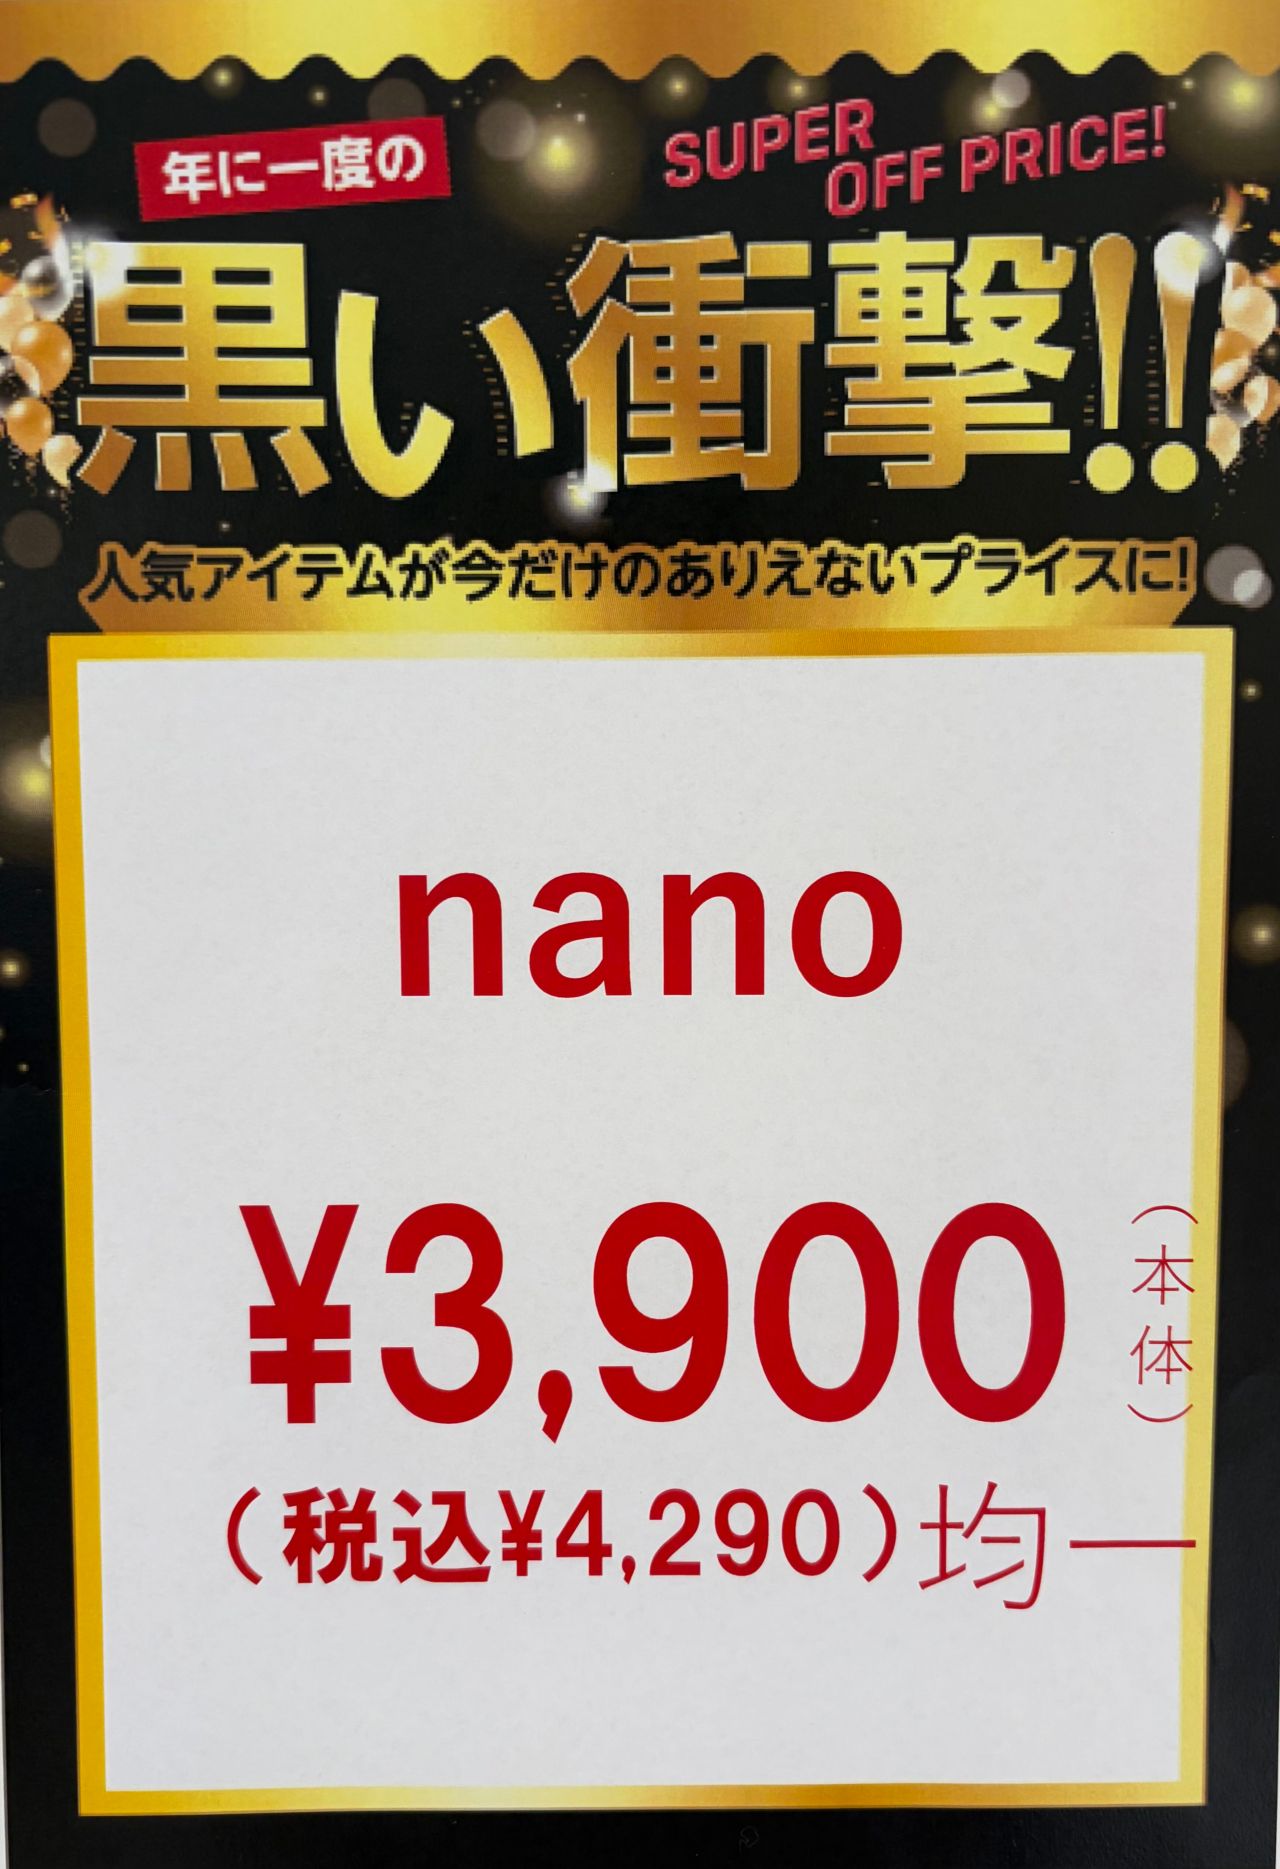 年に一度の
SUPER
OFF PRICE!
黒い衝撃!!
人気アイテムが今だけのありえないプライスに!
nano
¥3,900(本体)
(税込¥4,290)均一